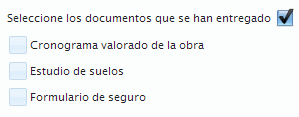 Seleccione los documentos que se han entregado
Cronograma valorado de la obra
Estudio de suelos
Formulario de seguro